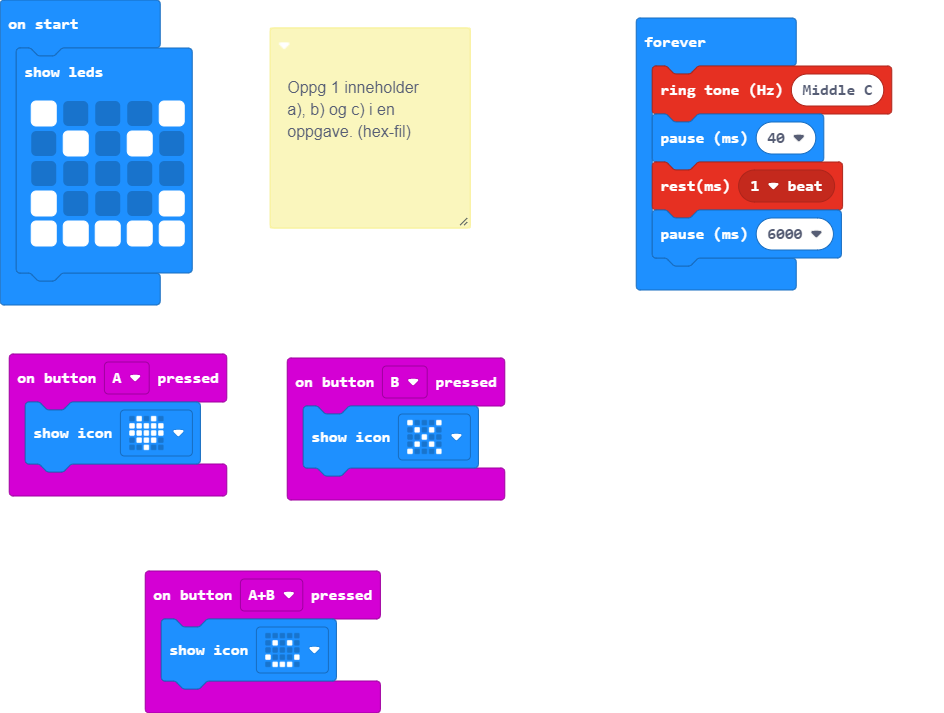 on start
show leds
Oppg 1 inneholder
a), b) og c) i en
oppgave. (hex-fil)
forever
ring tone (Hz) Middle C
pause (ms) 40
rest(ms) 1 beat
pause (ms) 6000
on button A pressed
show icon
on button B pressed
show icon
on button A+B pressed
show icon